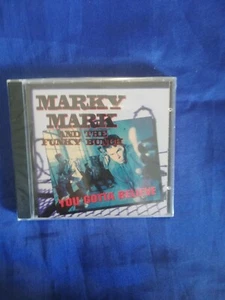 MARKY
MARK
AND THE
FUNKY BUNCH
YOU GOTTA BELIEVE